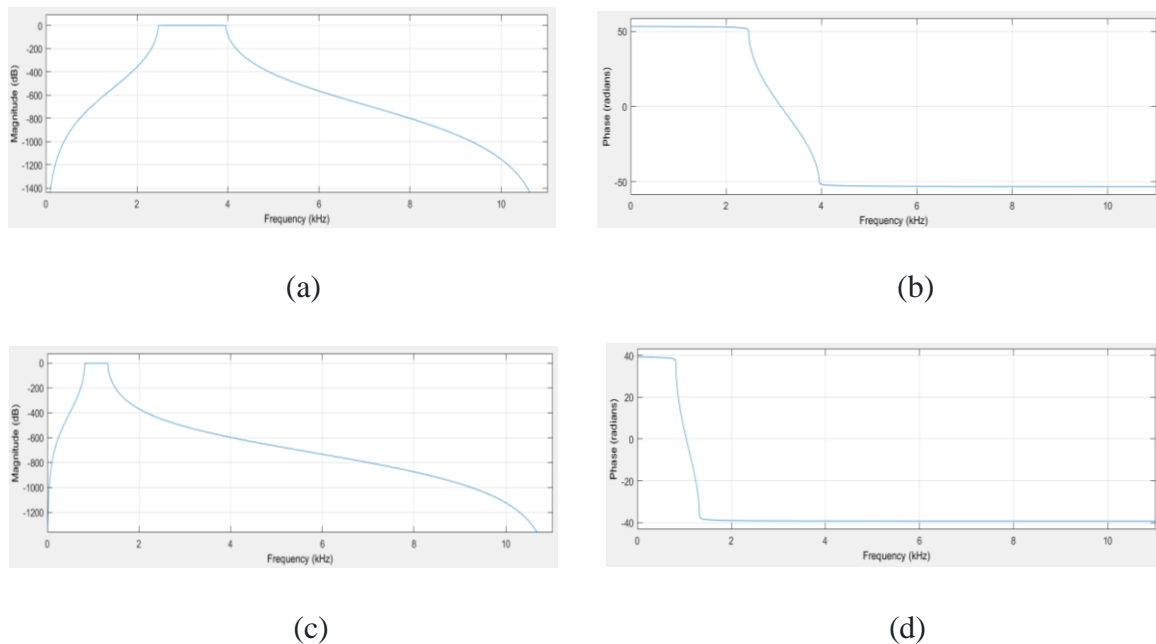 0
-200
-400
-600
-800
-1000
-1200
-1400
Magnitude (dB)
0 2 4 6 8 10
Frequency (kHz)
(a)
50
0
-50
Phase (radians)
0 2 4 6 8 10
Frequency (kHz)
(b)
0
-200
-400
-600
-800
-1000
-1200
Magnitude (dB)
0 2 4 6 8 10
Frequency (kHz)
(c)
40
20
0
-20
-40
Phase (radians)
0 2 4 6 8 10
Frequency (kHz)
(d)